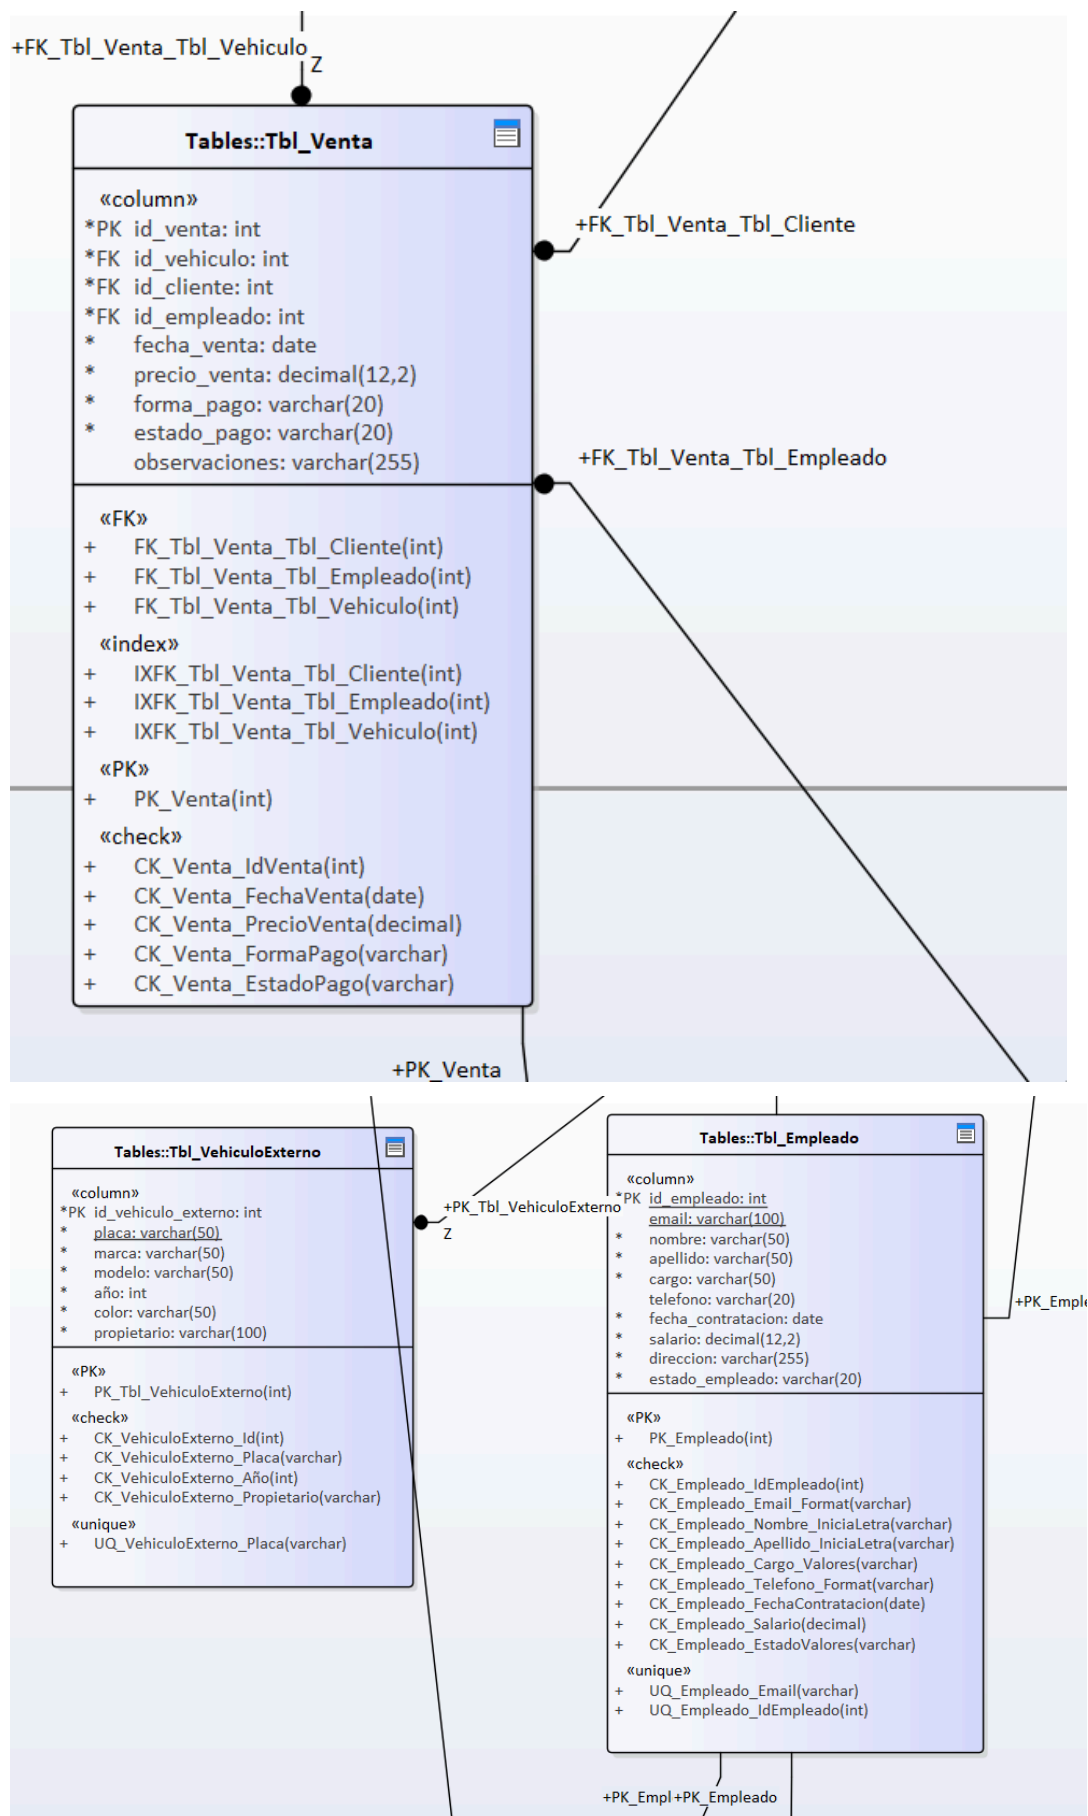 +FK_Tbl_Venta_Tbl_Vehiculo
Z
Tables::Tbl_Venta
«column»
*PK id_venta: int
*FK id_vehiculo: int
*FK id_cliente: int
*FK id_empleado: int
* fecha_venta: date
* precio_venta: decimal(12,2)
* forma_pago: varchar(20)
* estado_pago: varchar(20)
observaciones: varchar(255)
«FK»
+ FK_Tbl_Venta_Tbl_Cliente(int)
+ FK_Tbl_Venta_Tbl_Empleado(int)
+ FK_Tbl_Venta_Tbl_Vehiculo(int)
«index»
+ IXFK_Tbl_Venta_Tbl_Cliente(int)
+ IXFK_Tbl_Venta_Tbl_Empleado(int)
+ IXFK_Tbl_Venta_Tbl_Vehiculo(int)
«PK»
+ PK_Venta(int)
«check»
+ CK_Venta_IdVenta(int)
+ CK_Venta_FechaVenta(date)
+ CK_Venta_PrecioVenta(decimal)
+ CK_Venta_FormaPago(varchar)
+ CK_Venta_EstadoPago(varchar)
+FK_Tbl_Venta_Tbl_Cliente
+FK_Tbl_Venta_Tbl_Empleado
+PK_Venta
Tables::Tbl_VehiculoExterno
«column»
*PK id_vehiculo_externo: int
* placa: varchar(50)
* marca: varchar(50)
* modelo: varchar(50)
* año: int
* color: varchar(50)
* propietario: varchar(100)
«PK»
+ PK_Tbl_VehiculoExterno(int)
«check»
+ CK_VehiculoExterno_Id(int)
+ CK_VehiculoExterno_Placa(varchar)
+ CK_VehiculoExterno_Año(int)
+ CK_VehiculoExterno_Propietario(varchar)
«unique»
+ UQ_VehiculoExterno_Placa(varchar)
+PK_Tbl_VehiculoExterno
Z
Tables::Tbl_Empleado
«column»
*PK id_empleado: int
email: varchar(100)
* nombre: varchar(50)
* apellido: varchar(50)
* cargo: varchar(50)
telefono: varchar(20)
* fecha_contratacion: date
* salario: decimal(12,2)
* direccion: varchar(255)
* estado_empleado: varchar(20)
«PK»
+ PK_Empleado(int)
«check»
+ CK_Empleado_IdEmpleado(int)
+ CK_Empleado_Email_Format(varchar)
+ CK_Empleado_Nombre_IniciaLetra(varchar)
+ CK_Empleado_Apellido_IniciaLetra(varchar)
+ CK_Empleado_Cargo_Valores(varchar)
+ CK_Empleado_Telefono_Format(varchar)
+ CK_Empleado_FechaContratacion(date)
+ CK_Empleado_Salario(decimal)
+ CK_Empleado_EstadoValores(varchar)
«unique»
+ UQ_Empleado_Email(varchar)
+ UQ_Empleado_IdEmpleado(int)
+PK_Emple
+PK_Empl
+PK_Empleado